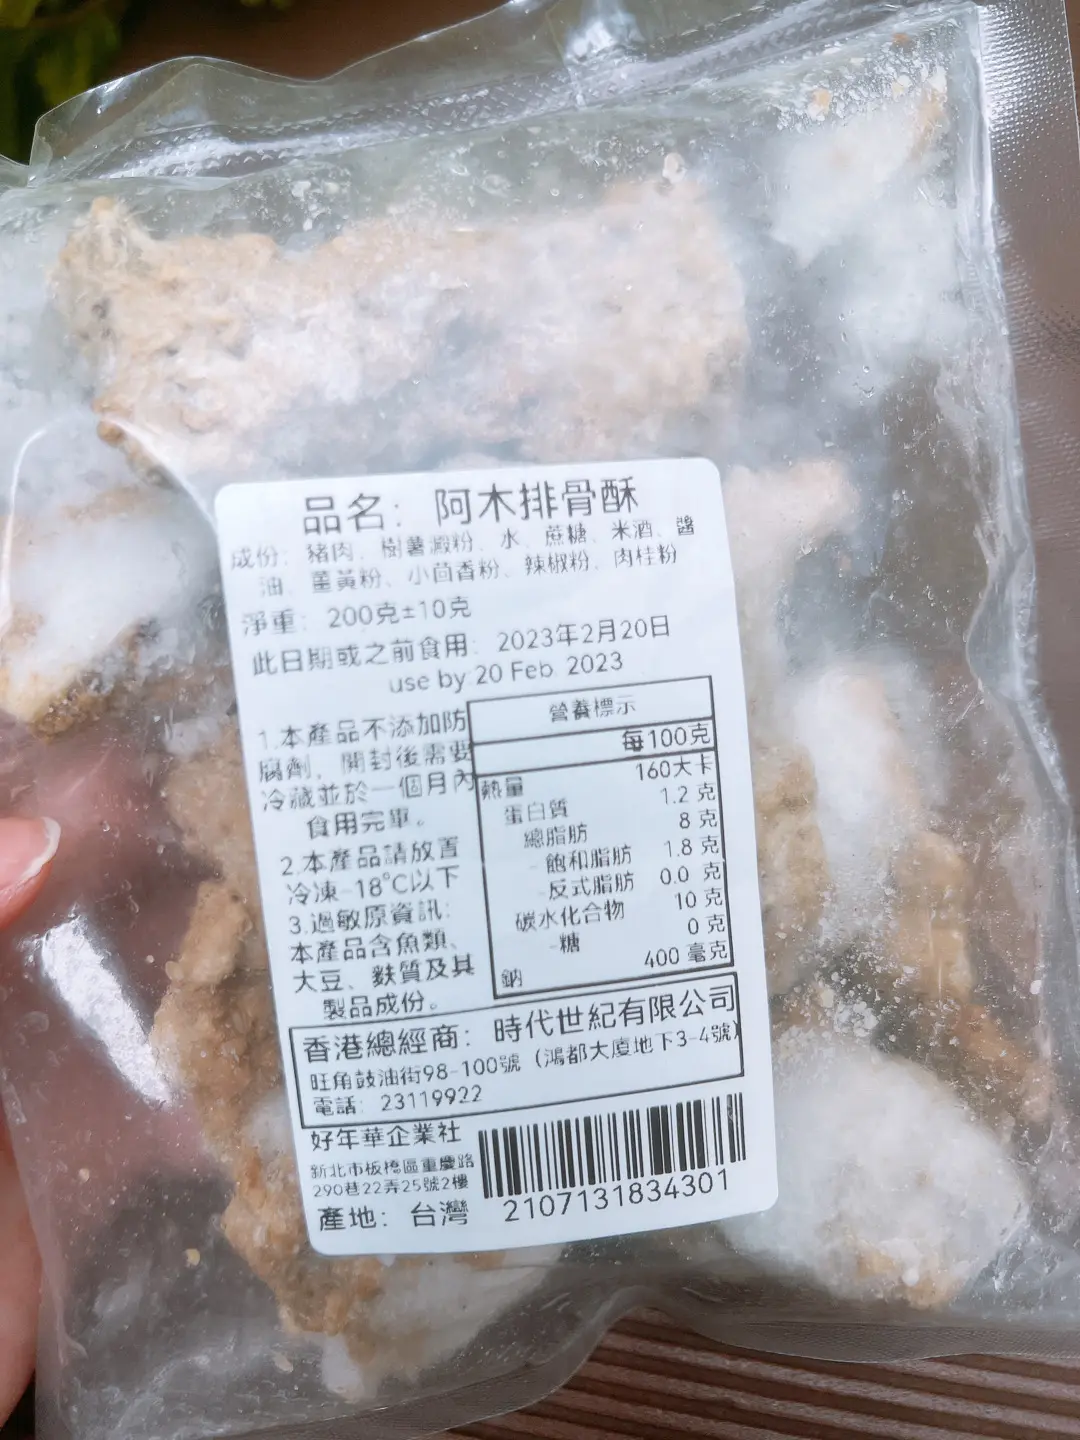 品名：阿木排骨酥
成份：豬肉、樹薯澱粉、水、蔗糖、米酒、醬
油、薑黃粉、小茴香粉、辣椒粉、肉桂粉
淨重：200克±10克
此日期或之前食用：2023年2月20日
use by 20 Feb. 2023
1.本產品不添加防
腐劑，開封後需要
冷藏並於一個月內
食用完畢。
2.本產品請放置
冷凍-18°C以下
3.過敏原資訊：
本產品含魚類、
大豆、麩質及其
製品成份。
營養標示
每100克
熱量 160大卡
蛋白質 1.2 克
總脂肪 8 克
-飽和脂肪 1.8 克
-反式脂肪 0.0 克
碳水化合物 10 克
-糖 0 克
鈉 400 毫克
香港總經商：時代世紀有限公司
旺角豉油街98-100號（鴻都大廈地下3-4號）
電話：23119922
好年華企業社
新北市板橋區重慶路
290巷22弄25號2樓
產地：台灣
2107131834301